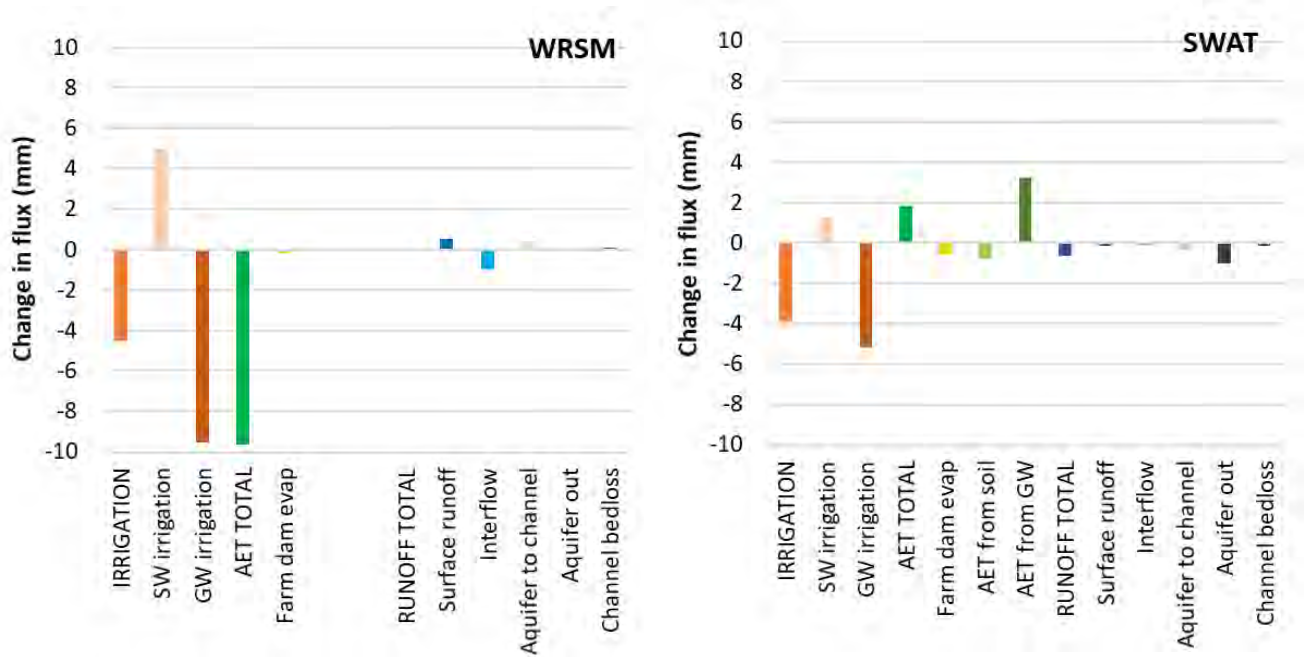 WRSM
Change in flux (mm)
10
8
6
4
2
0
-2
-4
-6
-8
-10
IRRIGATION
SW irrigation
GW irrigation
AET TOTAL
Farm dam evap
RUNOFF TOTAL
Surface runoff
Interflow
Aquifer to channel
Aquifer out
Channel bedloss
SWAT
Change in flux (mm)
10
8
6
4
2
0
-2
-4
-6
-8
-10
IRRIGATION
SW irrigation
GW irrigation
AET TOTAL
Farm dam evap
AET from soil
AET from GW
RUNOFF TOTAL
Surface runoff
Interflow
Aquifer to channel
Aquifer out
Channel bedloss